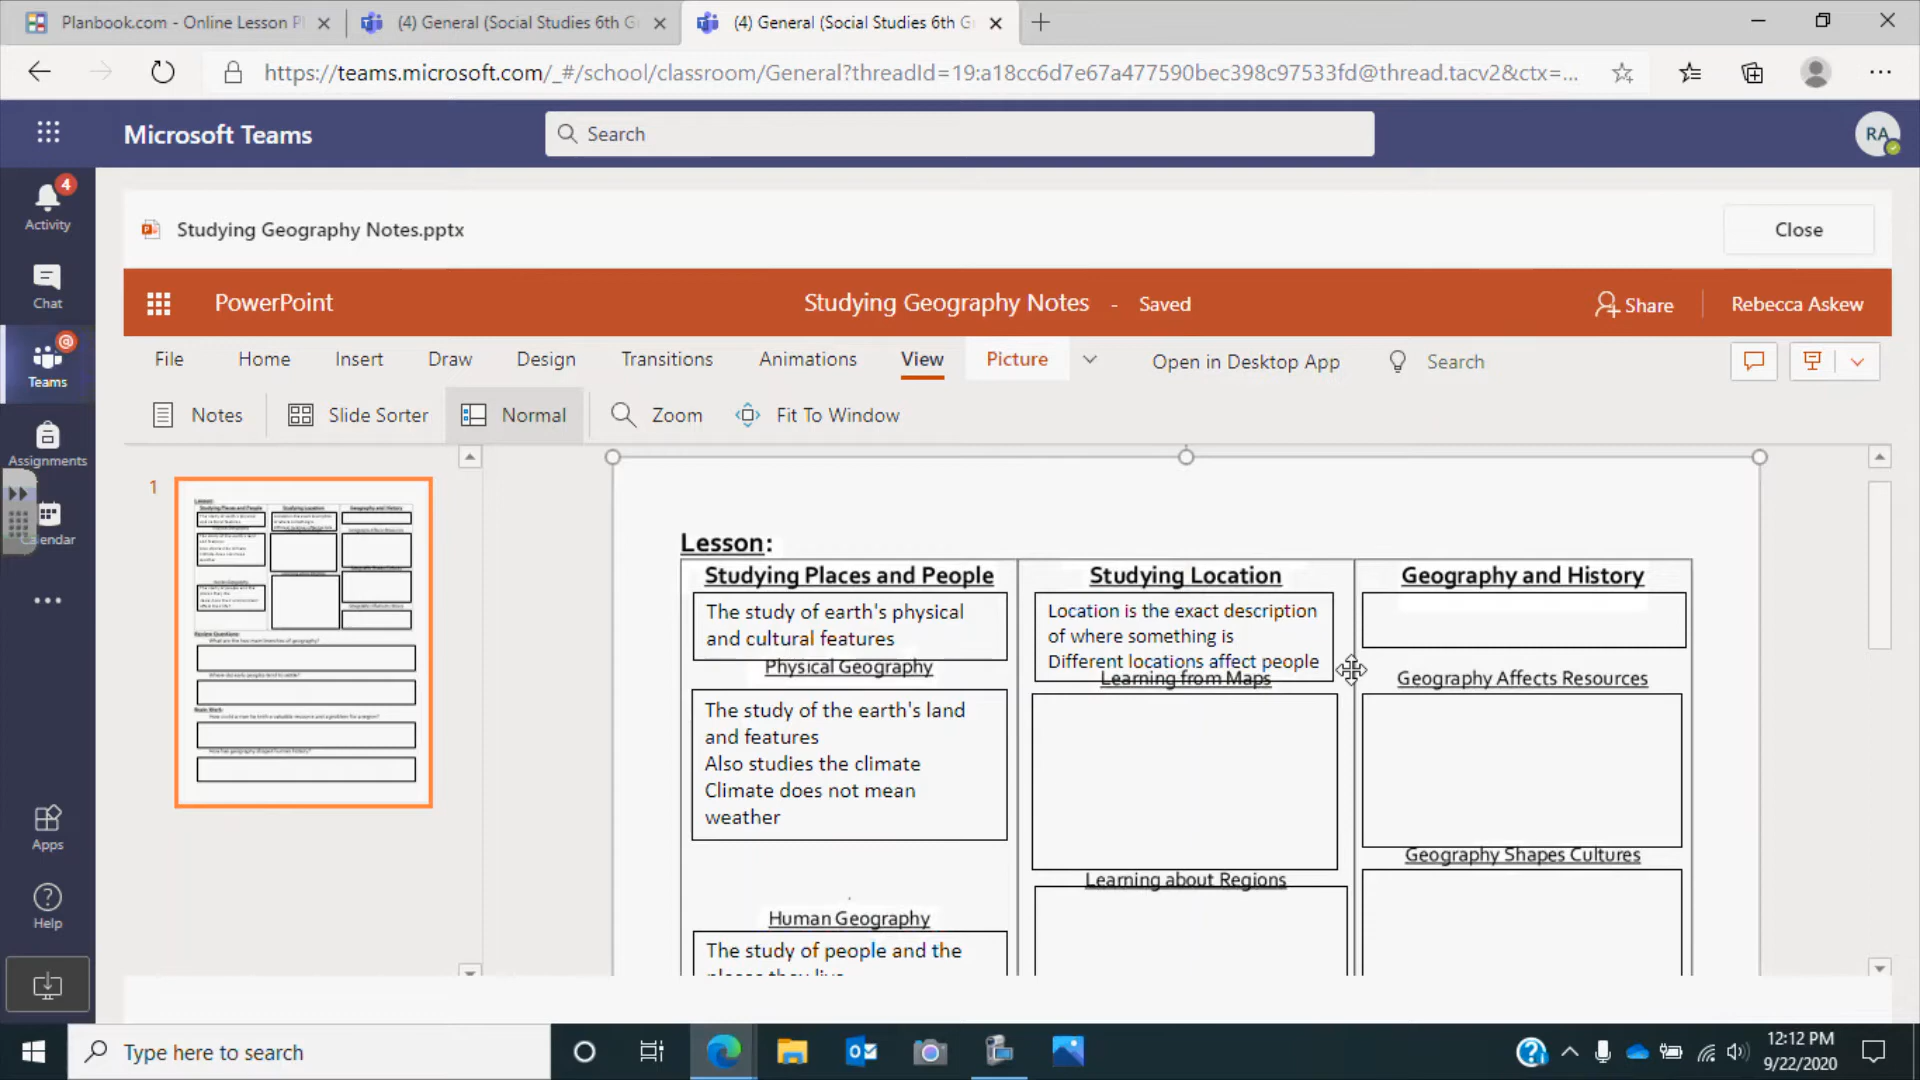 Planbook.com - Online Lesson Pl
(4) General (Social Studies 6th G
(4) General (Social Studies 6th G
https://teams.microsoft.com/_#/school/classroom/General?threadId=19:a18cc6d7e67a477590bec398c97533fd@thread.tacv2&ctx=...
Microsoft Teams
Search
RA
4
Activity
Chat
Teams
Assignments
Calendar
Apps
Help
Studying Geography Notes.pptx
Close
PowerPoint
Studying Geography Notes - Saved
Share
Rebecca Askew
File
Home
Insert
Draw
Design
Transitions
Animations
View
Picture
Open in Desktop App
Search
Notes
Slide Sorter
Normal
Zoom
Fit To Window
1
Lesson:
Studying Places and People
The study of earth's physical
and cultural features
Physical Geography
The study of the earth's land
and features
Also studies the climate
Climate does not mean
weather
Human Geography
The study of people and the
places they live
Studying Location
Location is the exact description
of where something is
Different locations affect people
Learning from Maps
Learning about Regions
Geography and History
Geography Affects Resources
Geography Shapes Cultures
Type here to search
12:12 PM
9/22/2020